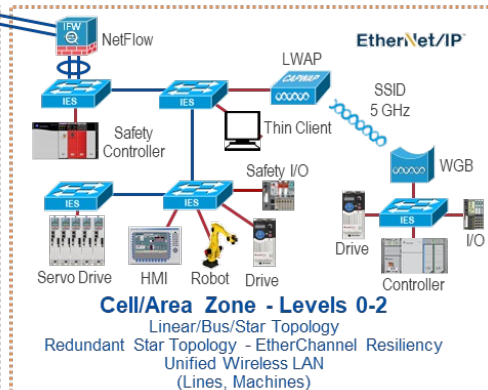 IFW
NetFlow
EtherNet/IP™
LWAP
CAPWAP
SSID
5 GHz
IES
IES
Safety
Controller
Thin Client
WGB
Safety I/O
IES
IES
IES
Drive
I/O
Servo Drive
HMI
Robot
Drive
Controller
Cell/Area Zone - Levels 0-2
Linear/Bus/Star Topology
Redundant Star Topology - EtherChannel Resiliency
Unified Wireless LAN
(Lines, Machines)